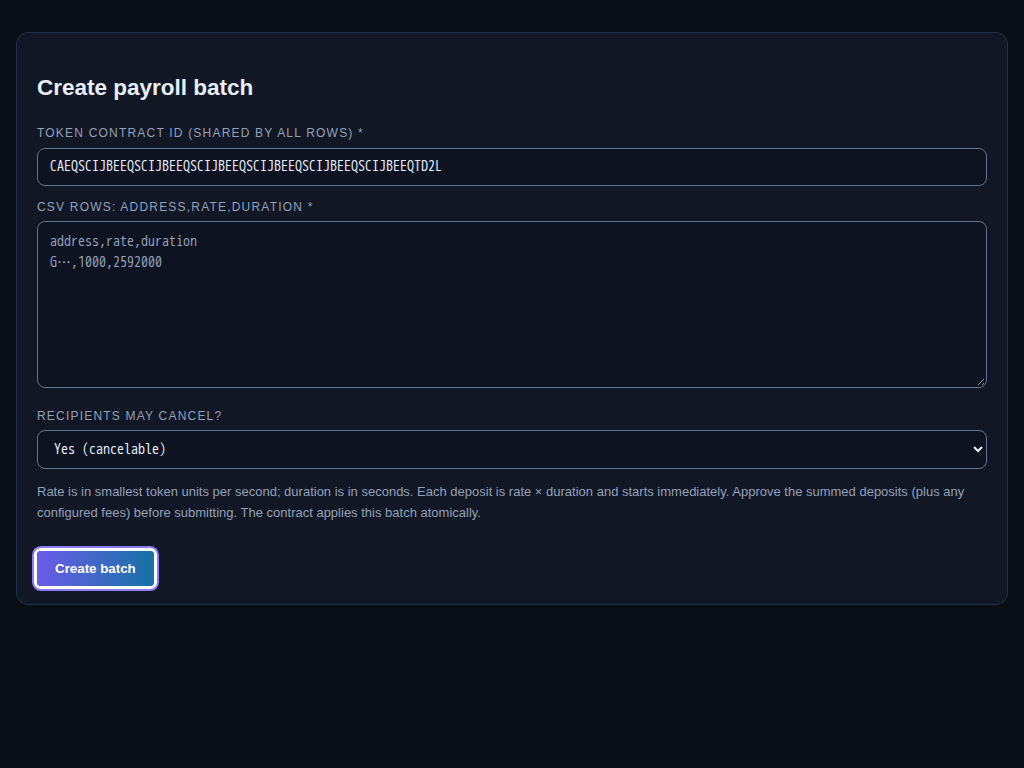 Create payroll batch
TOKEN CONTRACT ID (SHARED BY ALL ROWS) *
CAEQSCIJBEEQSCIJBEEQSCIJBEEQSCIJBEEQSCIJBEEQSCIJBEEQTD2L
CSV ROWS: ADDRESS,RATE,DURATION *
address,rate,duration
G…,1000,2592000
RECIPIENTS MAY CANCEL?
Yes (cancelable)
Rate is in smallest token units per second; duration is in seconds. Each deposit is rate × duration and starts immediately. Approve the summed deposits (plus any
configured fees) before submitting. The contract applies this batch atomically.
Create batch